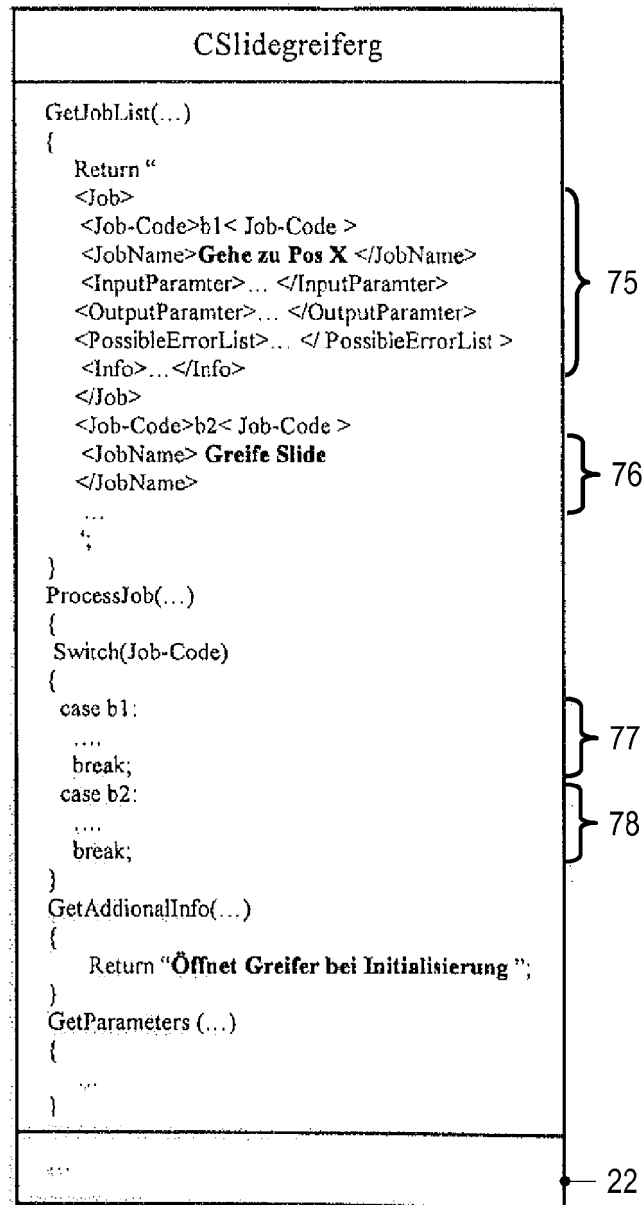 CSlidegreiferg
GetJobList(...)
{
Return “
<Job>
<Job-Code>b1< Job-Code >
<JobName>Gehe zu Pos X </JobName>
<InputParamter>... </InputParamter>
<OutputParamter>... </OutputParamter>
<PossibleErrorList>... </ PossibleErrorList >
<Info>...</Info>
</Job>
75
<Job-Code>b2< Job-Code >
<JobName> Greife Slide
</JobName>
76
...
‘;
}
ProcessJob(...)
{
Switch(Job-Code)
{
case b1:
....
break;
77
case b2:
....
break;
78
}
GetAddionalInfo(...)
{
Return “Öffnet Greifer bei Initialisierung ”;
}
GetParameters (...)
{
...
}
...
22